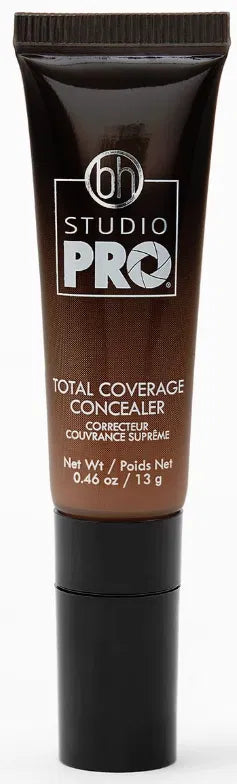 bh
STUDIO
PRO®
TOTAL COVERAGE
CONCEALER
CORRECTEUR
COUVRANCE SUPRÊME
Net Wt / Poids Net
0.46 oz / 13 g